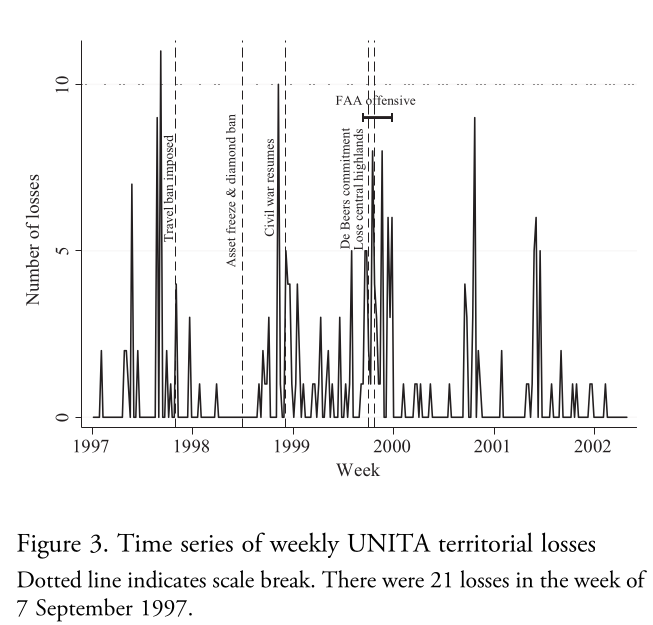 10
FAA offensive
Travel ban imposed
Asset freeze & diamond ban
Civil war resumes
De Beers commitment
Lose central highlands
Number of losses
5
0
1997 1998 1999 2000 2001 2002
Week
Figure 3. Time series of weekly UNITA territorial losses
Dotted line indicates scale break. There were 21 losses in the week of
7 September 1997.